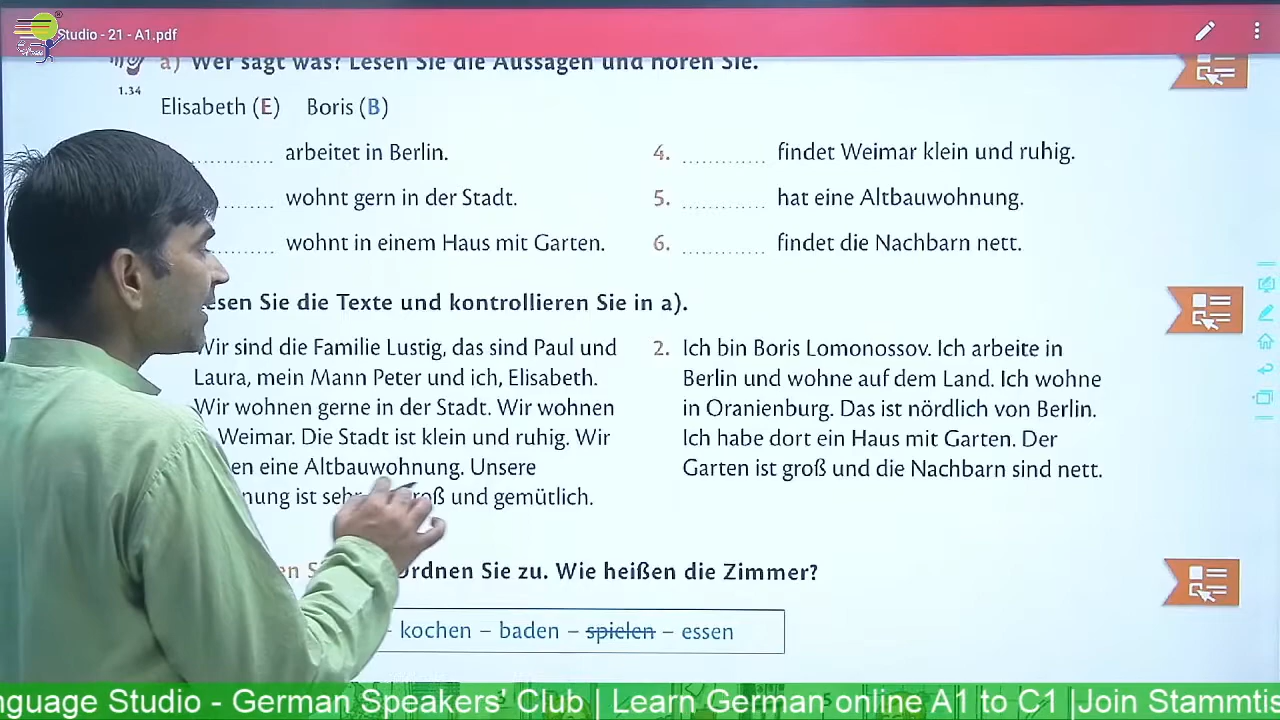 Studio - 21 - A1.pdf
a) Wer sagt was? Lesen Sie die Aussagen und hören Sie.
1.34
Elisabeth (E) Boris (B)
arbeitet in Berlin.
wohnt gern in der Stadt.
wohnt in einem Haus mit Garten.
4. findet Weimar klein und ruhig.
5. hat eine Altbauwohnung.
6. findet die Nachbarn nett.
Sie die Texte und kontrollieren Sie in a).
Wir sind die Familie Lustig, das sind Paul und
Laura, mein Mann Peter und ich, Elisabeth.
Wir wohnen gerne in der Stadt. Wir wohnen
Weimar. Die Stadt ist klein und ruhig. Wir
eine Altbauwohnung. Unsere
ist und gemütlich.
2. Ich bin Boris Lomonossov. Ich arbeite in
Berlin und wohne auf dem Land. Ich wohne
in Oranienburg. Das ist nördlich von Berlin.
Ich habe dort ein Haus mit Garten. Der
Garten ist groß und die Nachbarn sind nett.
Sie zu. Wie heißen die Zimmer?
– kochen – baden – spielen – essen
Studio - German Speakers' Club | Learn German online A1 to C1 | Join